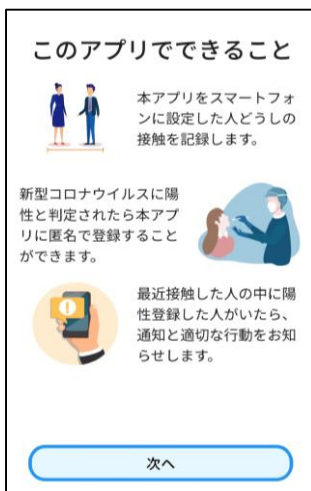 このアプリでできること
本アプリをスマートフォ
ンに設定した人どうしの
接触を記録します。
新型コロナウイルスに陽
性と判定されたら本アプ
リに匿名で登録すること
ができます。
最近接触した人の中に陽
性登録した人がいたら、
通知と適切な行動をお知
らせします。
次へ